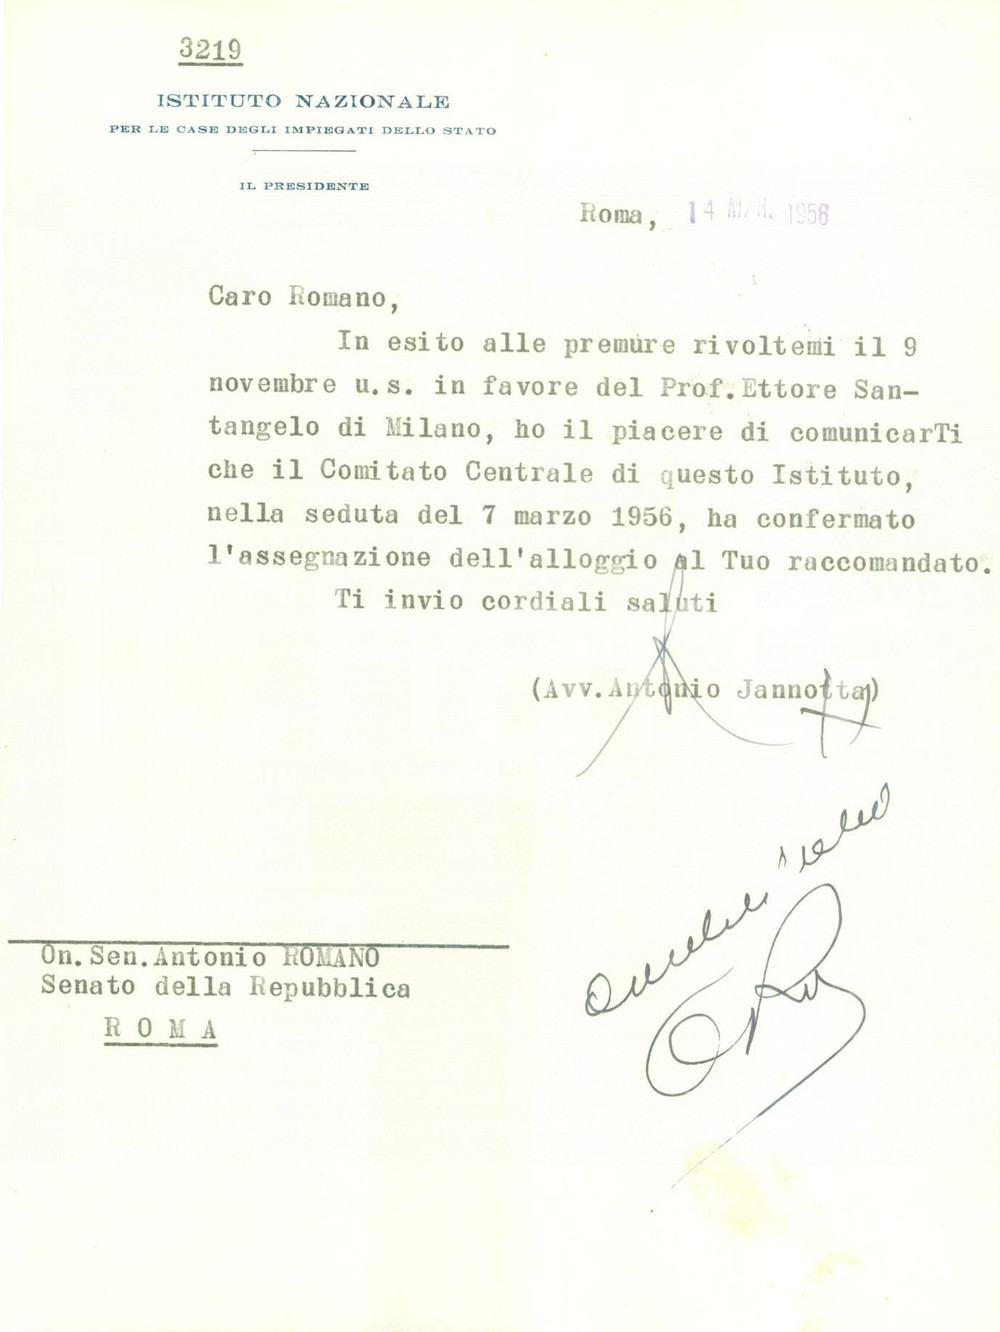 3219
ISTITUTO NAZIONALE
PER LE CASE DEGLI IMPIEGATI DELLO STATO
IL PRESIDENTE
Roma, 14 MAR. 1956
Caro Romano,
In esito alle premure rivoltemi il 9
novembre u.s. in favore del Prof.Ettore San-
tangelo di Milano, ho il piacere di comunicarTi
che il Comitato Centrale di questo Istituto,
nella seduta del 7 marzo 1956, ha confermato
l'assegnazione dell'alloggio al Tuo raccomandato.
Ti invio cordiali saluti
(Avv.Antonio Jannotta)
On.Sen.Antonio ROMANO
Senato della Repubblica
R O M A